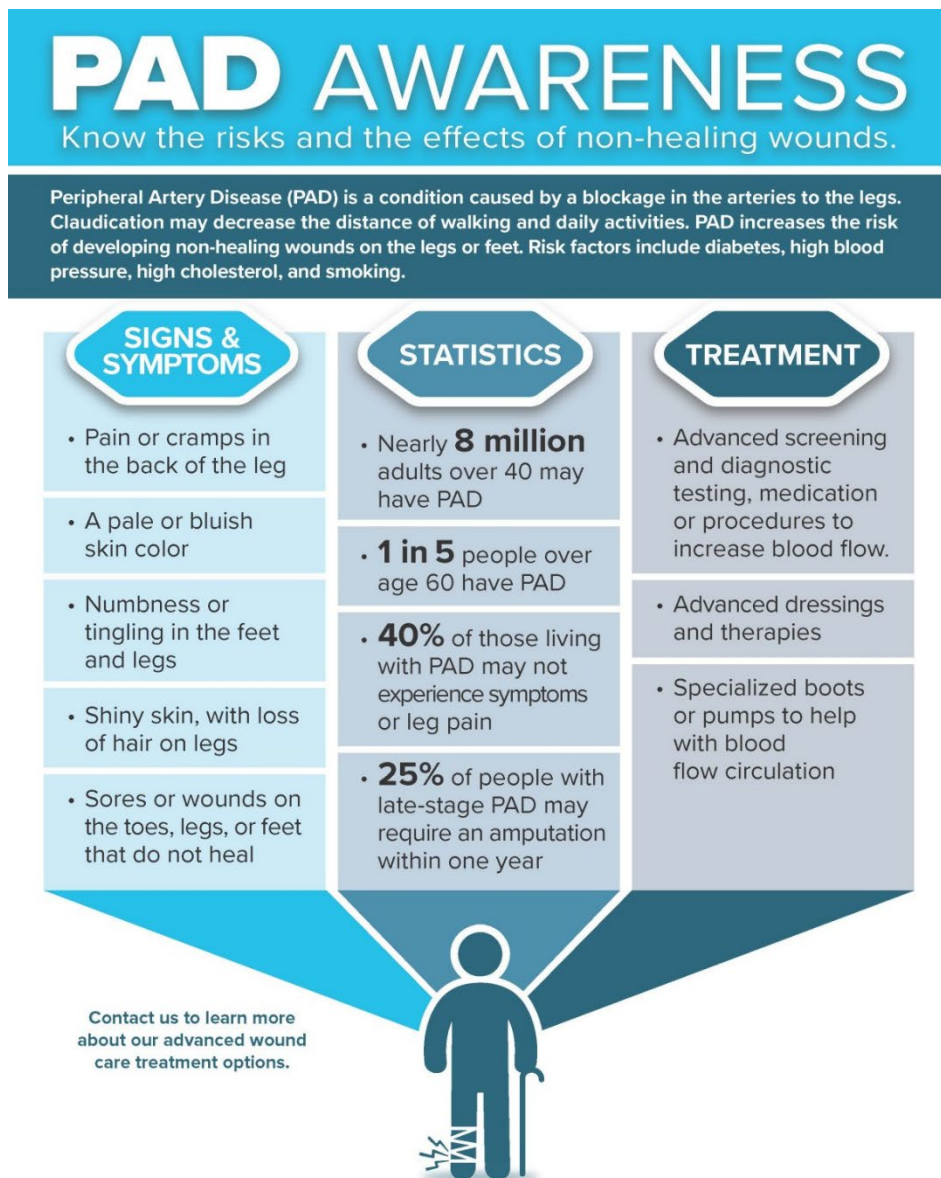 PAD AWARENESS
Know the risks and the effects of non-healing wounds.
Peripheral Artery Disease (PAD) is a condition caused by a blockage in the arteries to the legs.
Claudication may decrease the distance of walking and daily activities. PAD increases the risk
of developing non-healing wounds on the legs or feet. Risk factors include diabetes, high blood
pressure, high cholesterol, and smoking.
SIGNS &
SYMPTOMS
• Pain or cramps in
the back of the leg
• A pale or bluish
skin color
• Numbness or
tingling in the feet
and legs
• Shiny skin, with loss
of hair on legs
• Sores or wounds on
the toes, legs, or feet
that do not heal
STATISTICS
• Nearly 8 million
adults over 40 may
have PAD
• 1 in 5 people over
age 60 have PAD
• 40% of those living
with PAD may not
experience symptoms
or leg pain
• 25% of people with
late-stage PAD may
require an amputation
within one year
TREATMENT
• Advanced screening
and diagnostic
testing, medication
or procedures to
increase blood flow.
• Advanced dressings
and therapies
• Specialized boots
or pumps to help
with blood
flow circulation
Contact us to learn more
about our advanced wound
care treatment options.